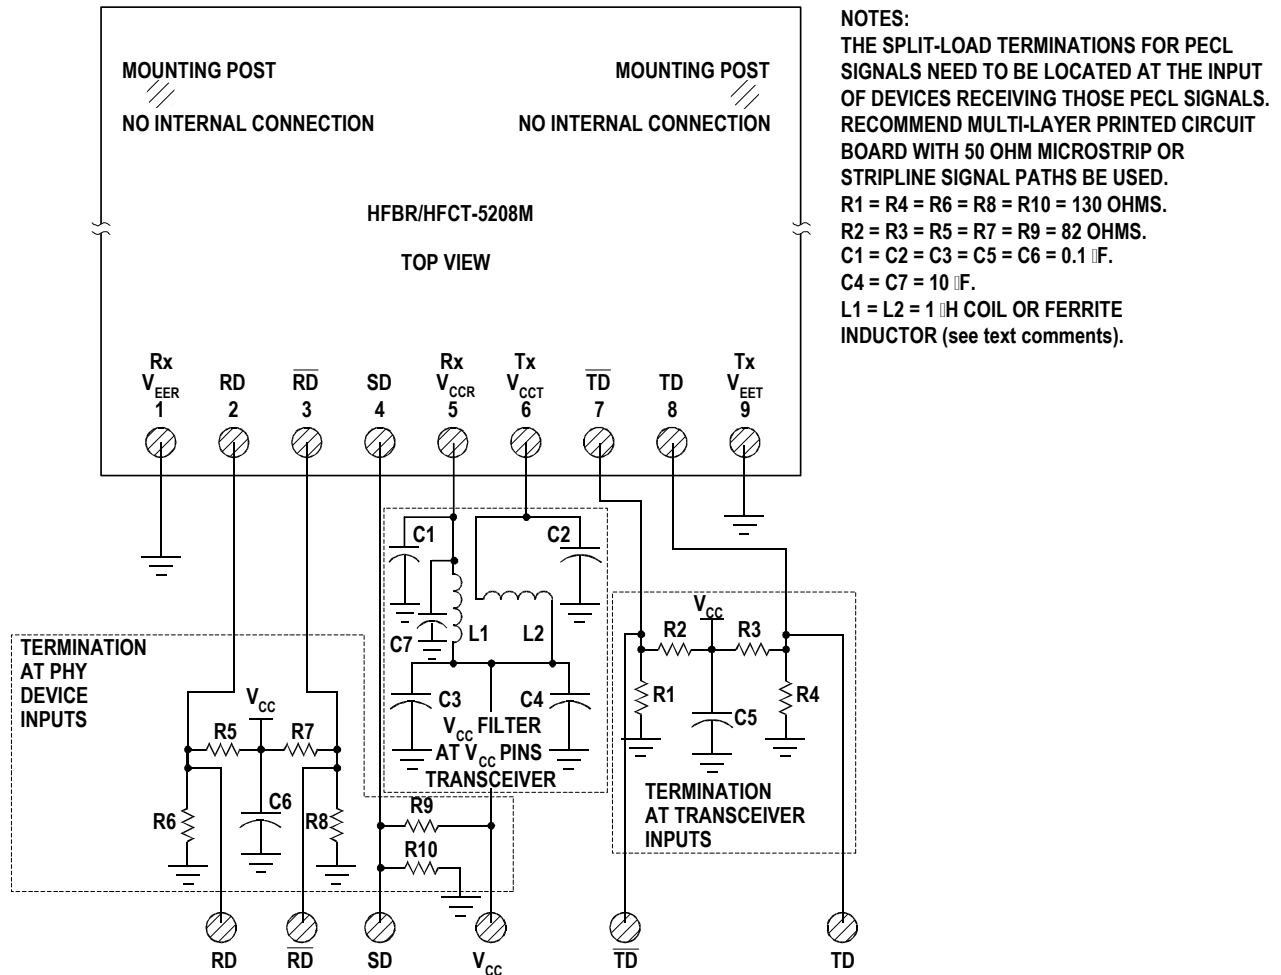 NOTES:
THE SPLIT-LOAD TERMINATIONS FOR PECL
SIGNALS NEED TO BE LOCATED AT THE INPUT
OF DEVICES RECEIVING THOSE PECL SIGNALS.
RECOMMEND MULTI-LAYER PRINTED CIRCUIT
BOARD WITH 50 OHM MICROSTRIP OR
STRIPLINE SIGNAL PATHS BE USED.
R1 = R4 = R6 = R8 = R10 = 130 OHMS.
R2 = R3 = R5 = R7 = R9 = 82 OHMS.
C1 = C2 = C3 = C5 = C6 = 0.1 F.
C4 = C7 = 10 F.
L1 = L2 = 1 H COIL OR FERRITE
INDUCTOR (see text comments).
MOUNTING POST
NO INTERNAL CONNECTION
MOUNTING POST
NO INTERNAL CONNECTION
HFBR/HFCT-5208M
TOP VIEW
Rx
VEER
1
RD
2
RD
3
SD
4
Rx
VCCR
5
Tx
VCCT
6
TD
7
TD
8
Tx
VEET
9
C1
C2
C7
L1
L2
C3
C4
VCC FILTER
AT VCC PINS
TRANSCEIVER
TERMINATION
AT PHY
DEVICE
INPUTS
VCC
R5
R7
R6
C6
R8
R9
R10
VCC
R2
R3
R1
C5
R4
TERMINATION
AT TRANSCEIVER
INPUTS
RD
RD
SD
VCC
TD
TD